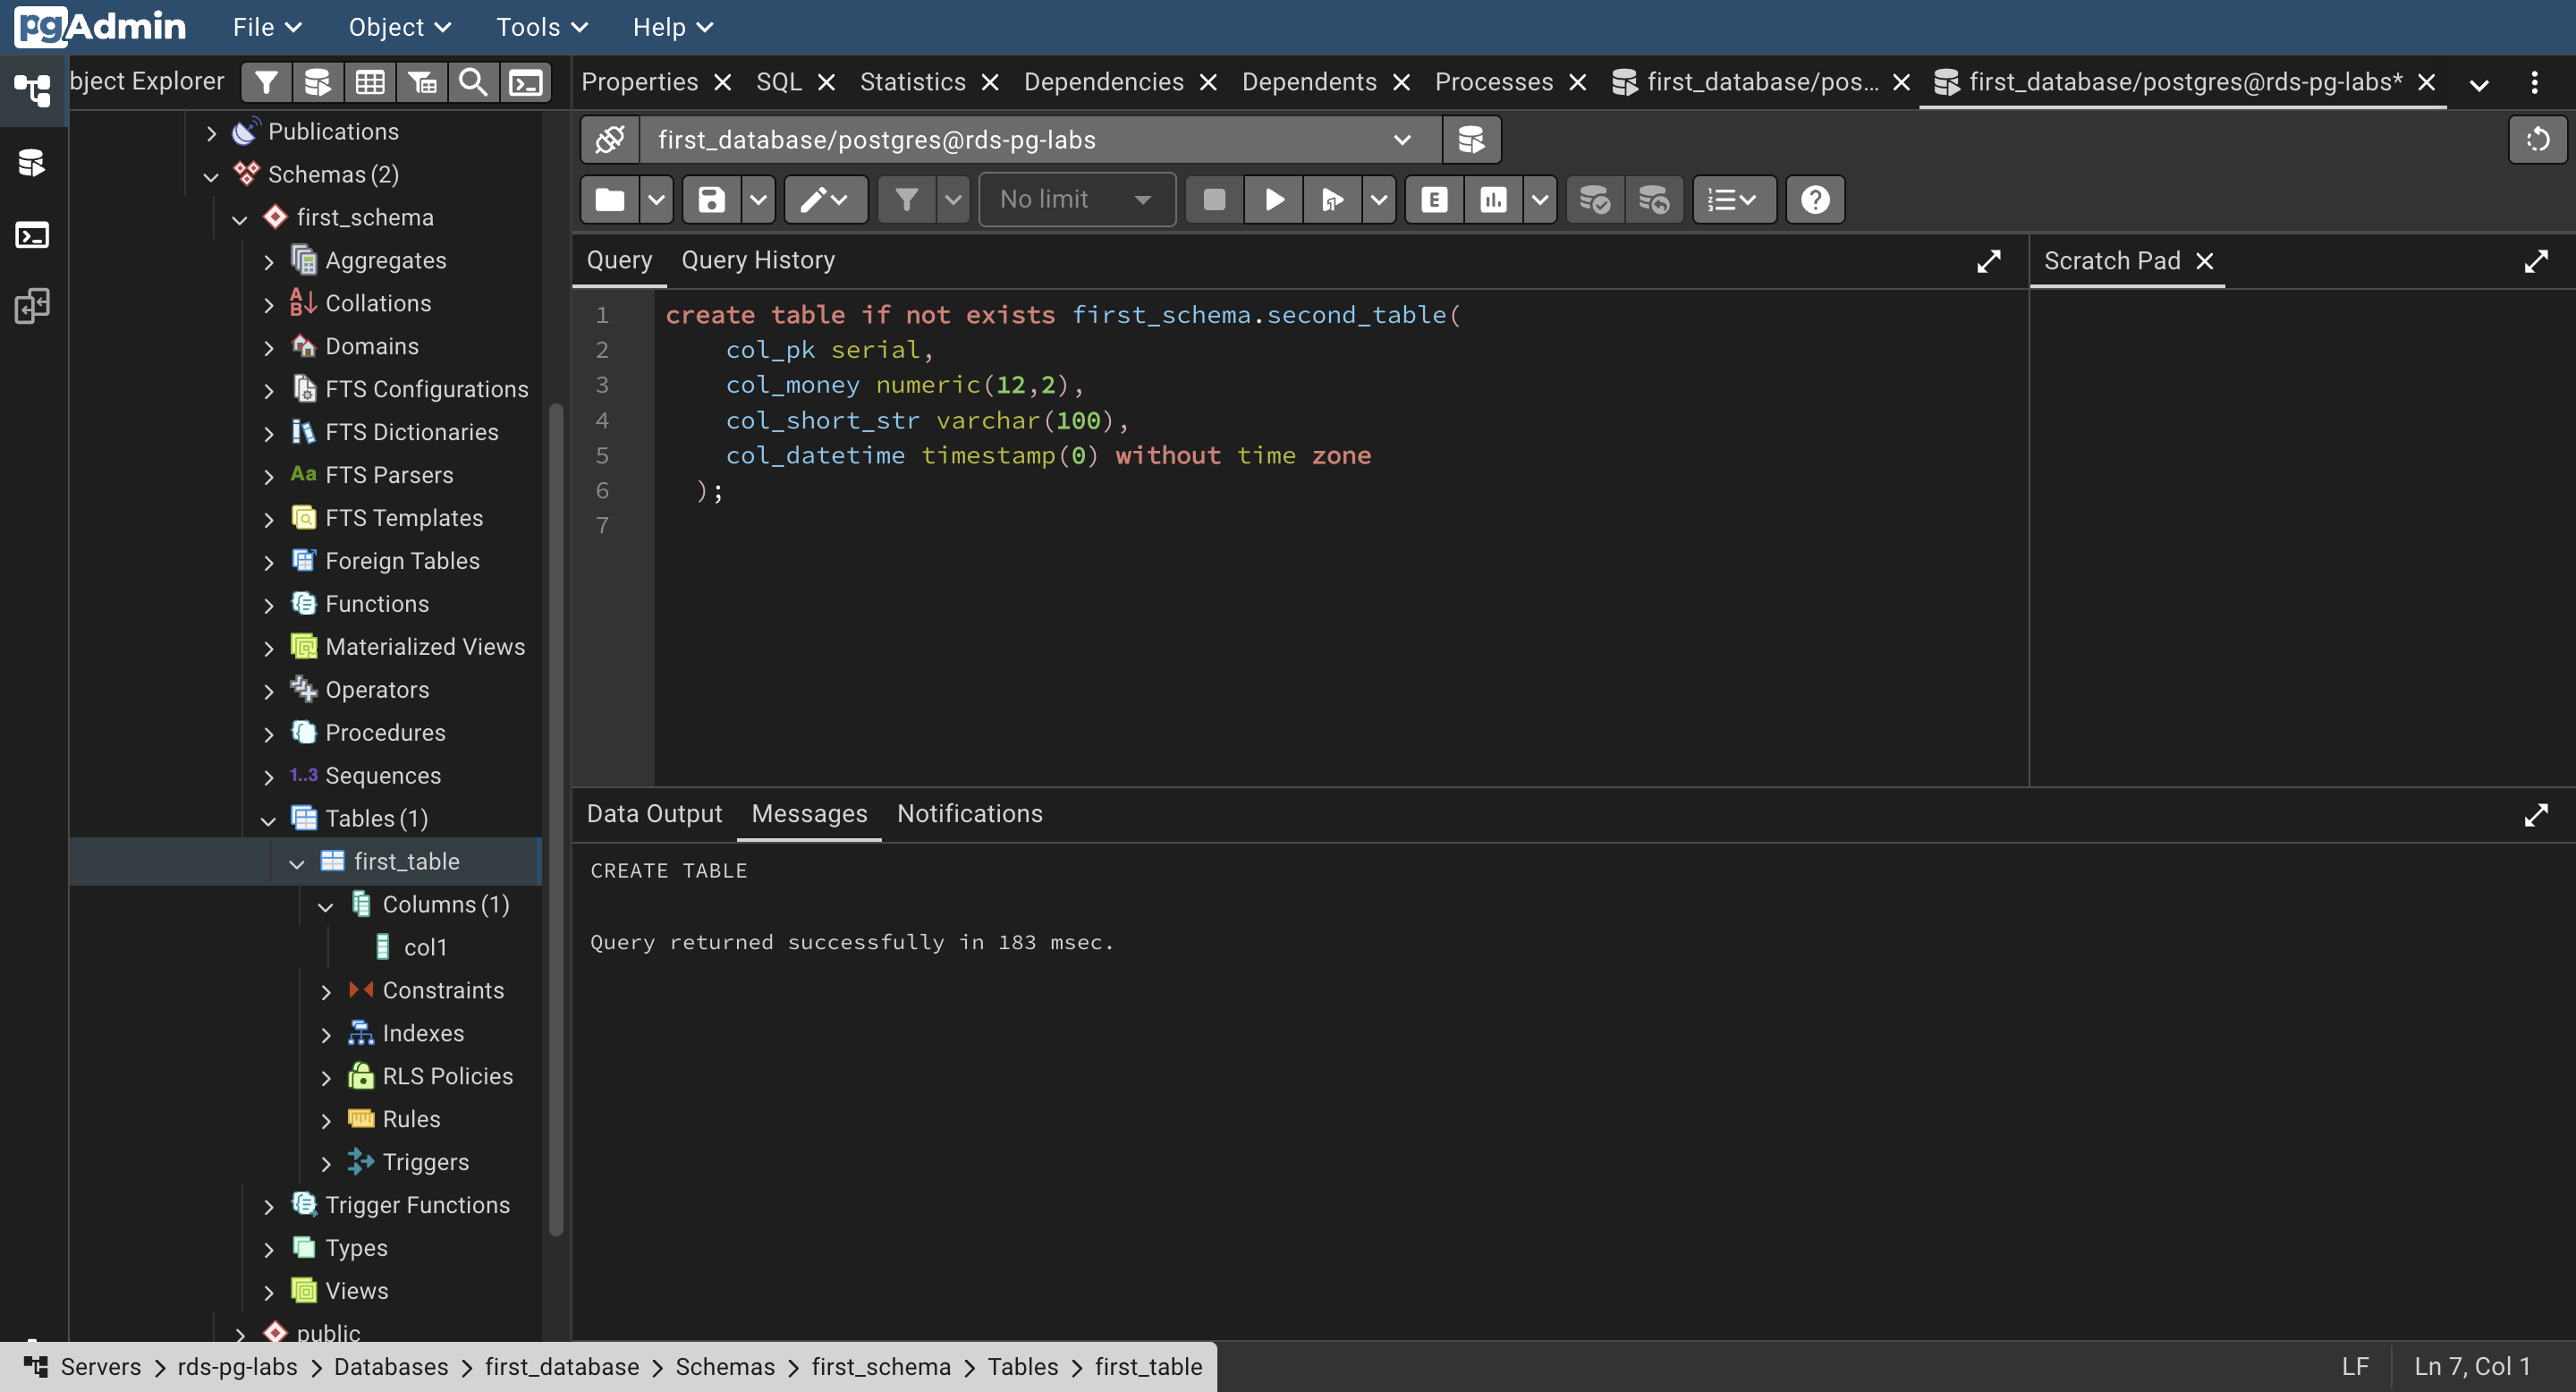 pgAdmin File Object Tools Help
bject Explorer
Properties SQL Statistics Dependencies Dependents Processes first_database/pos... first_database/postgres@rds-pg-labs*
Publications
Schemas (2)
first_schema
Aggregates
Collations
Domains
FTS Configurations
FTS Dictionaries
Aa FTS Parsers
FTS Templates
Foreign Tables
Functions
Materialized Views
Operators
Procedures
1..3 Sequences
Tables (1)
first_table
Columns (1)
col1
Constraints
Indexes
RLS Policies
Rules
Triggers
Trigger Functions
Types
Views
public
first_database/postgres@rds-pg-labs
No limit E
Query Query History
Scratch Pad
1 create table if not exists first_schema.second_table(
2 col_pk serial,
3 col_money numeric(12,2),
4 col_short_str varchar(100),
5 col_datetime timestamp(0) without time zone
6 );
7
Data Output Messages Notifications
CREATE TABLE
Query returned successfully in 183 msec.
Servers > rds-pg-labs > Databases > first_database > Schemas > first_schema > Tables > first_table
LF Ln 7, Col 1